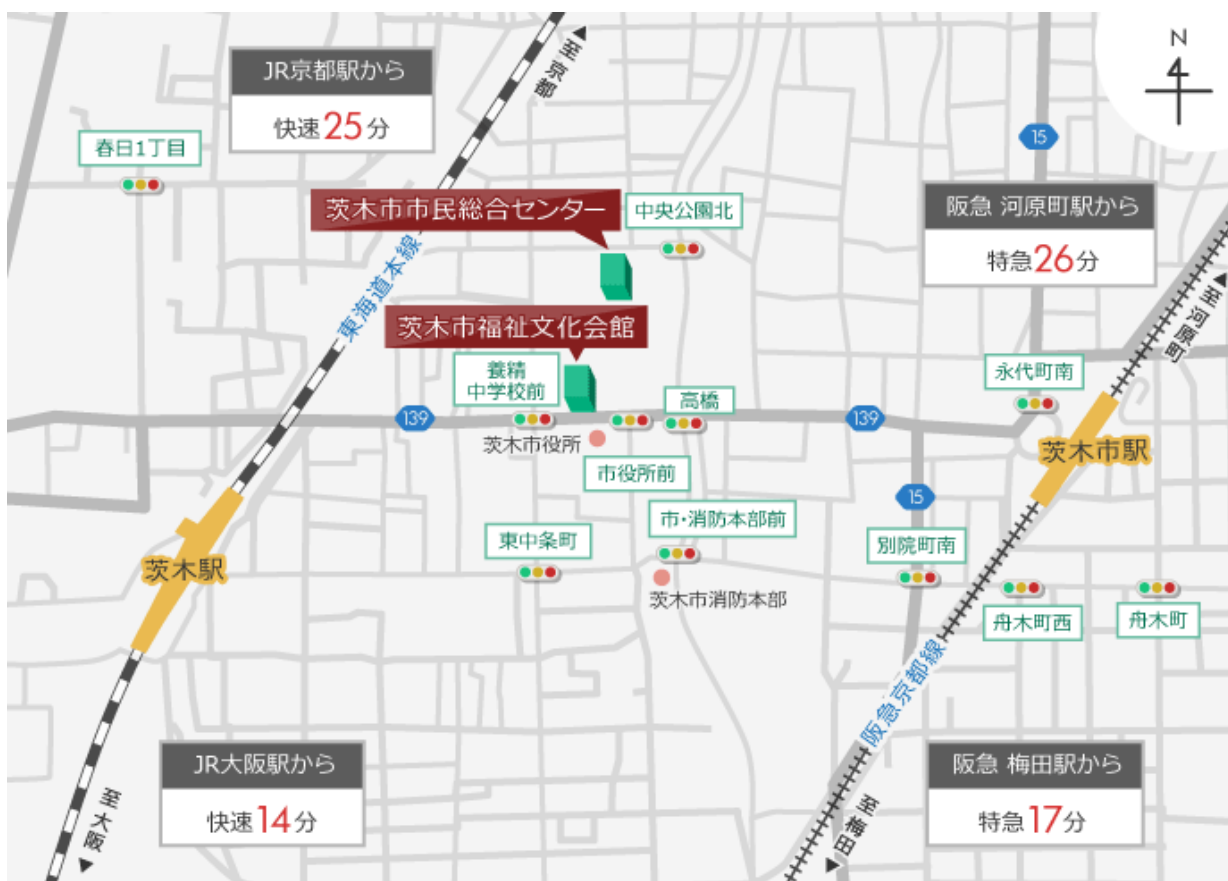 N
至京都
JR京都駅から
快速25分
春日1丁目
15
茨木市市民総合センター
中央公園北
阪急 河原町駅から
特急26分
東海道本線
至河原町
茨木市福祉文化会館
養精
中学校前
高橋
永代町南
139
139
茨木市役所
茨木市駅
市役所前
15
市・消防本部前
東中条町
別院町南
茨木駅
茨木市消防本部
舟木町西
舟木町
阪急京都線
JR大阪駅から
快速14分
阪急 梅田駅から
特急17分
至大阪
至梅田